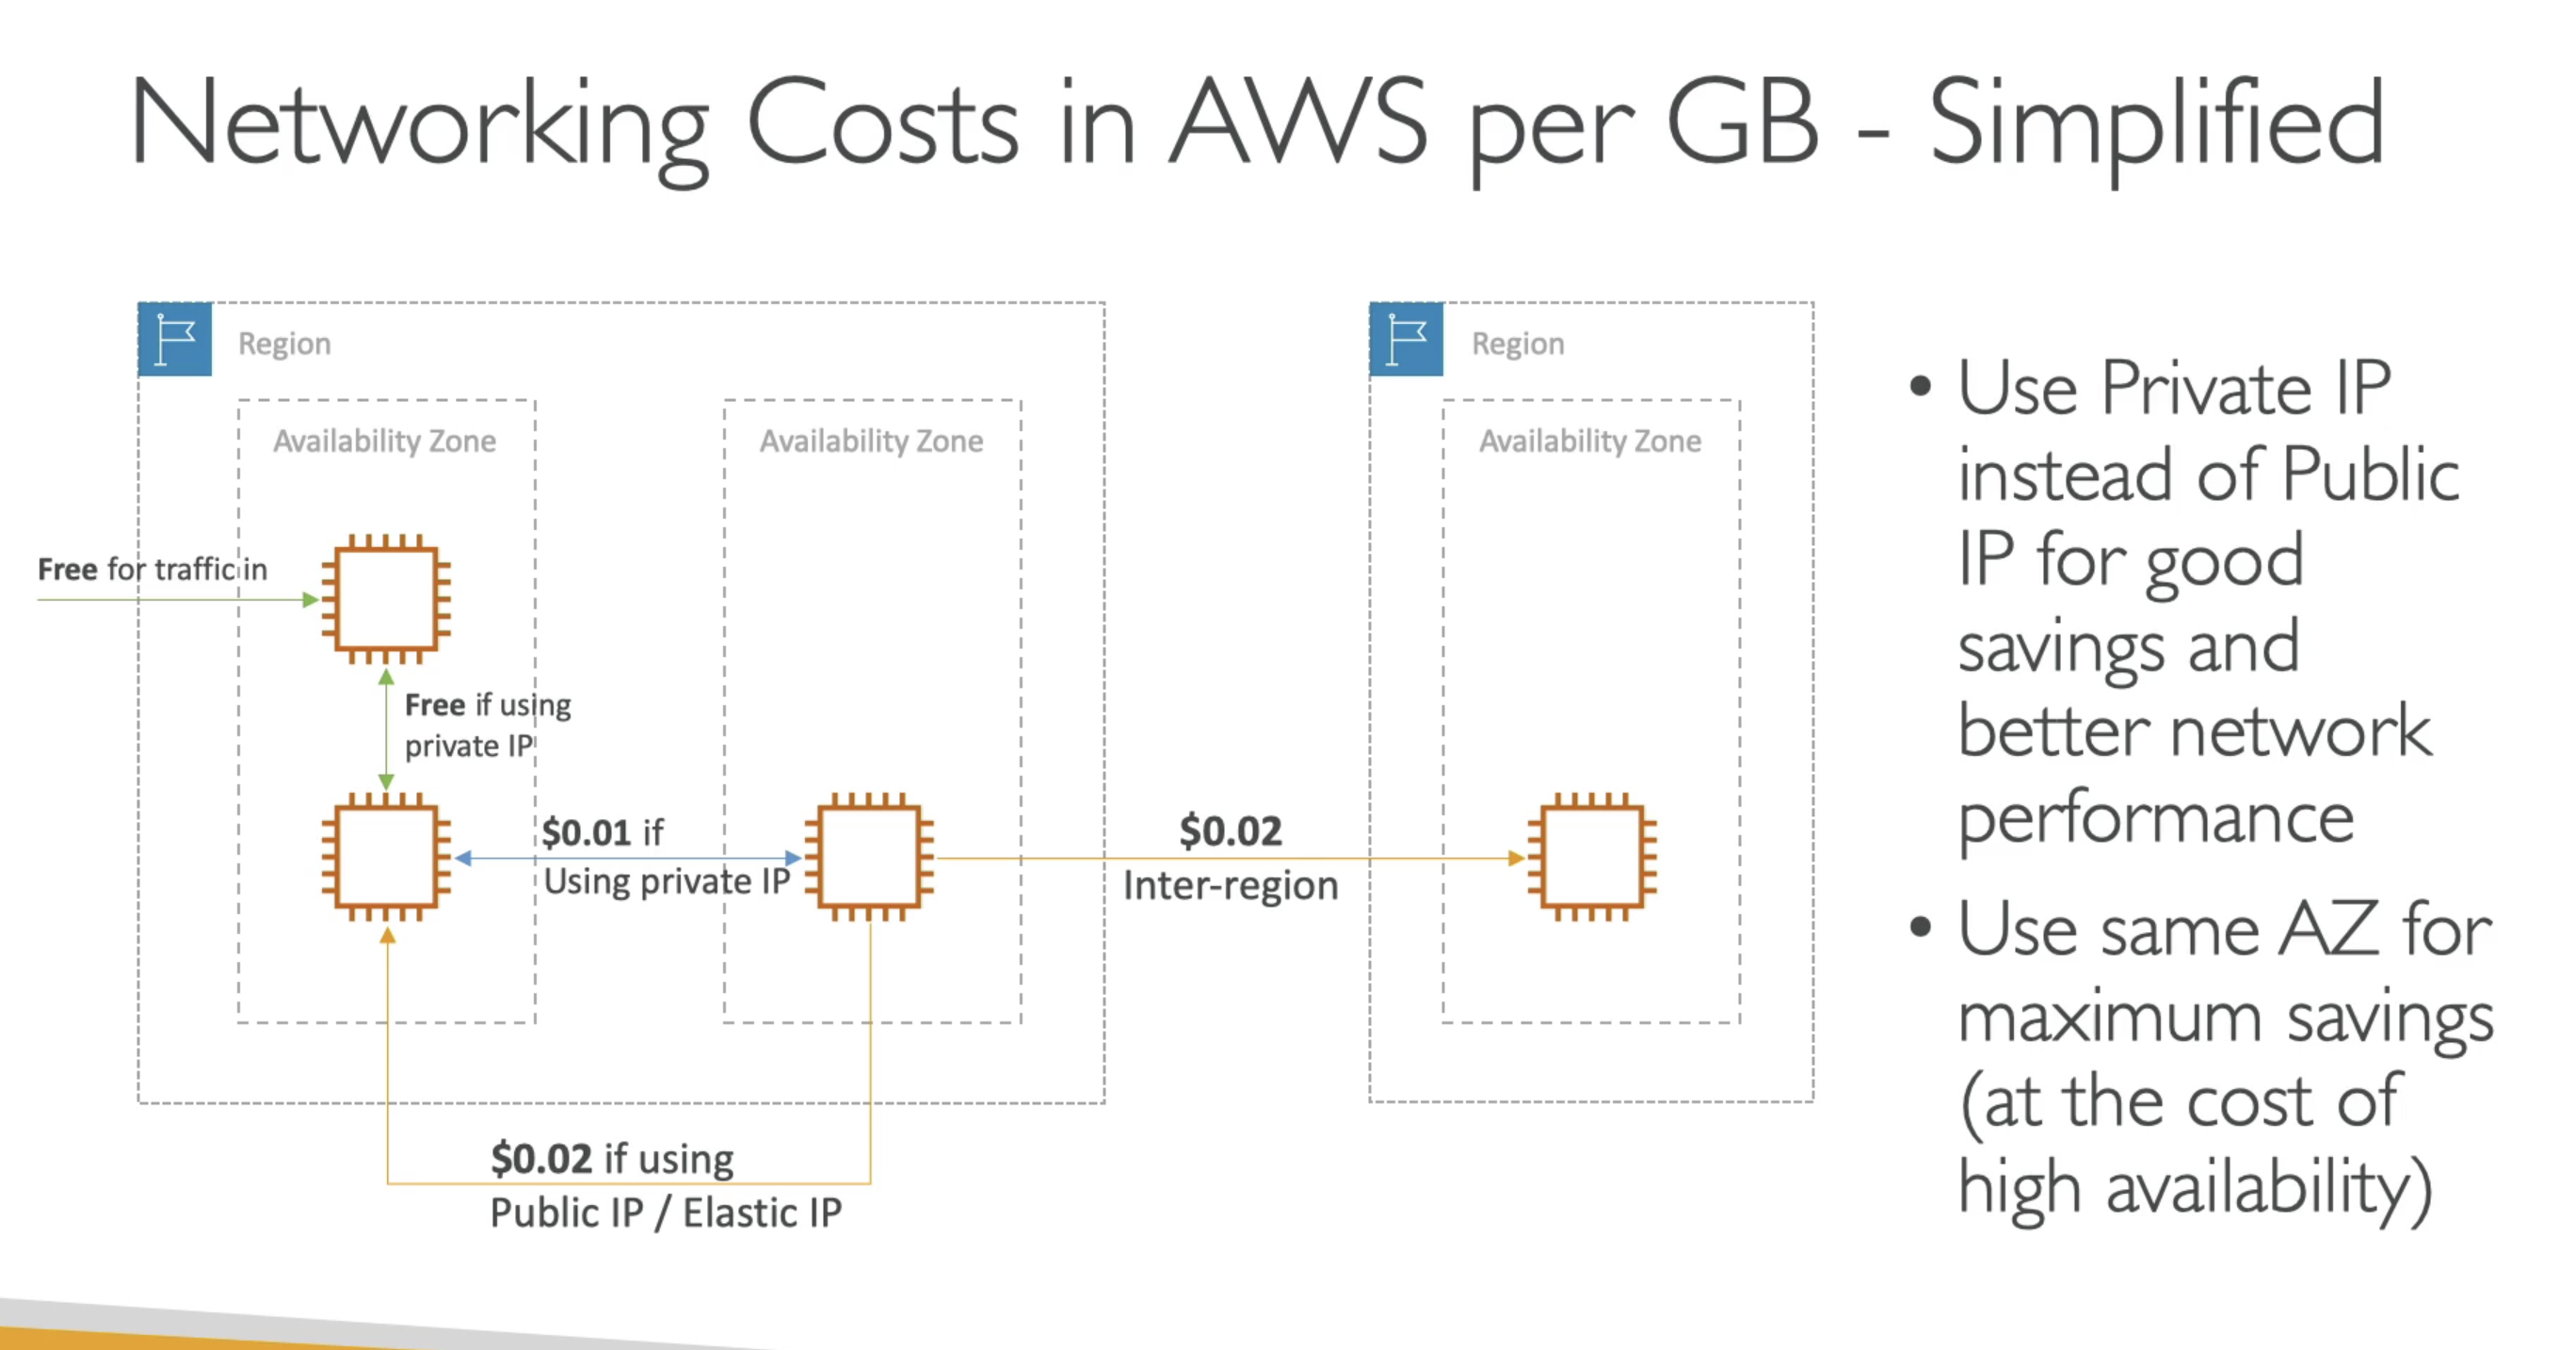 Networking Costs in AWS per GB - Simplified
Region
Availability Zone
Availability Zone
Free for traffic in
Free if using
private IP
$0.01 if
Using private IP
$0.02
Inter-region
$0.02 if using
Public IP / Elastic IP
Region
Availability Zone
• Use Private IP
instead of Public
IP for good
savings and
better network
performance
• Use same AZ for
maximum savings
(at the cost of
high availability)